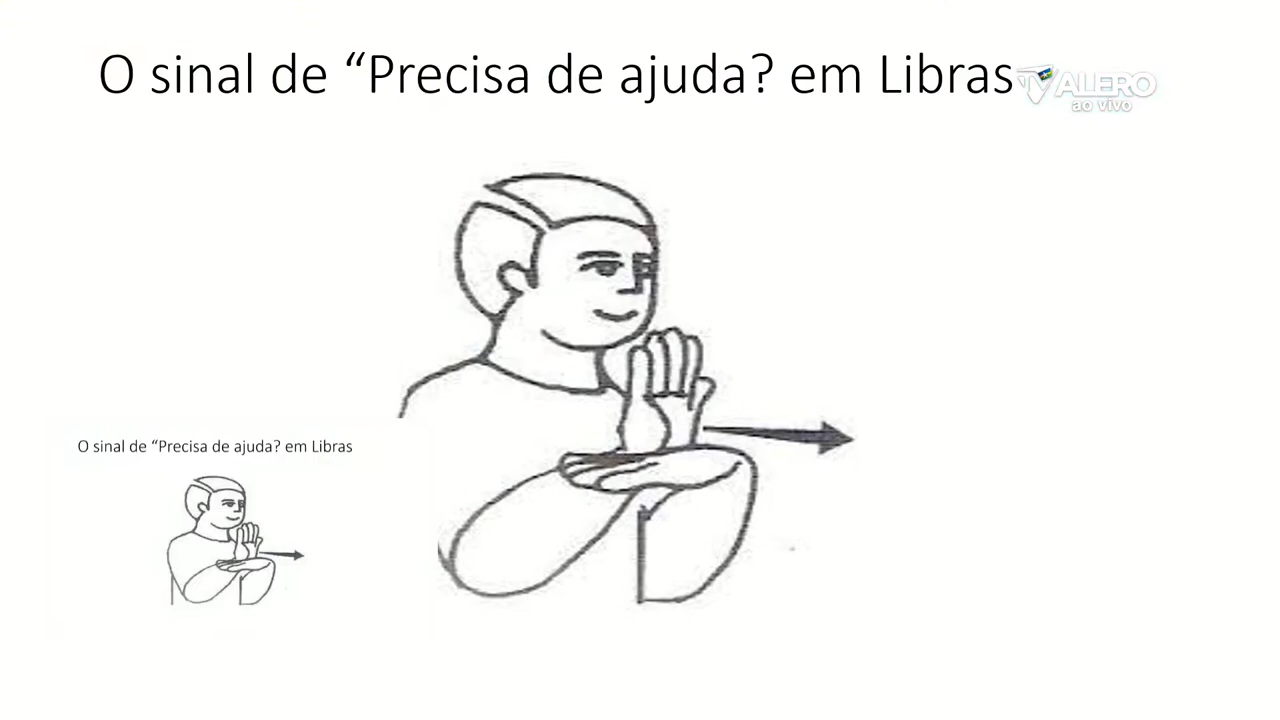 O sinal de “Precisa de ajuda? em Libras
TV ALERO
ao vivo
O sinal de “Precisa de ajuda? em Libras